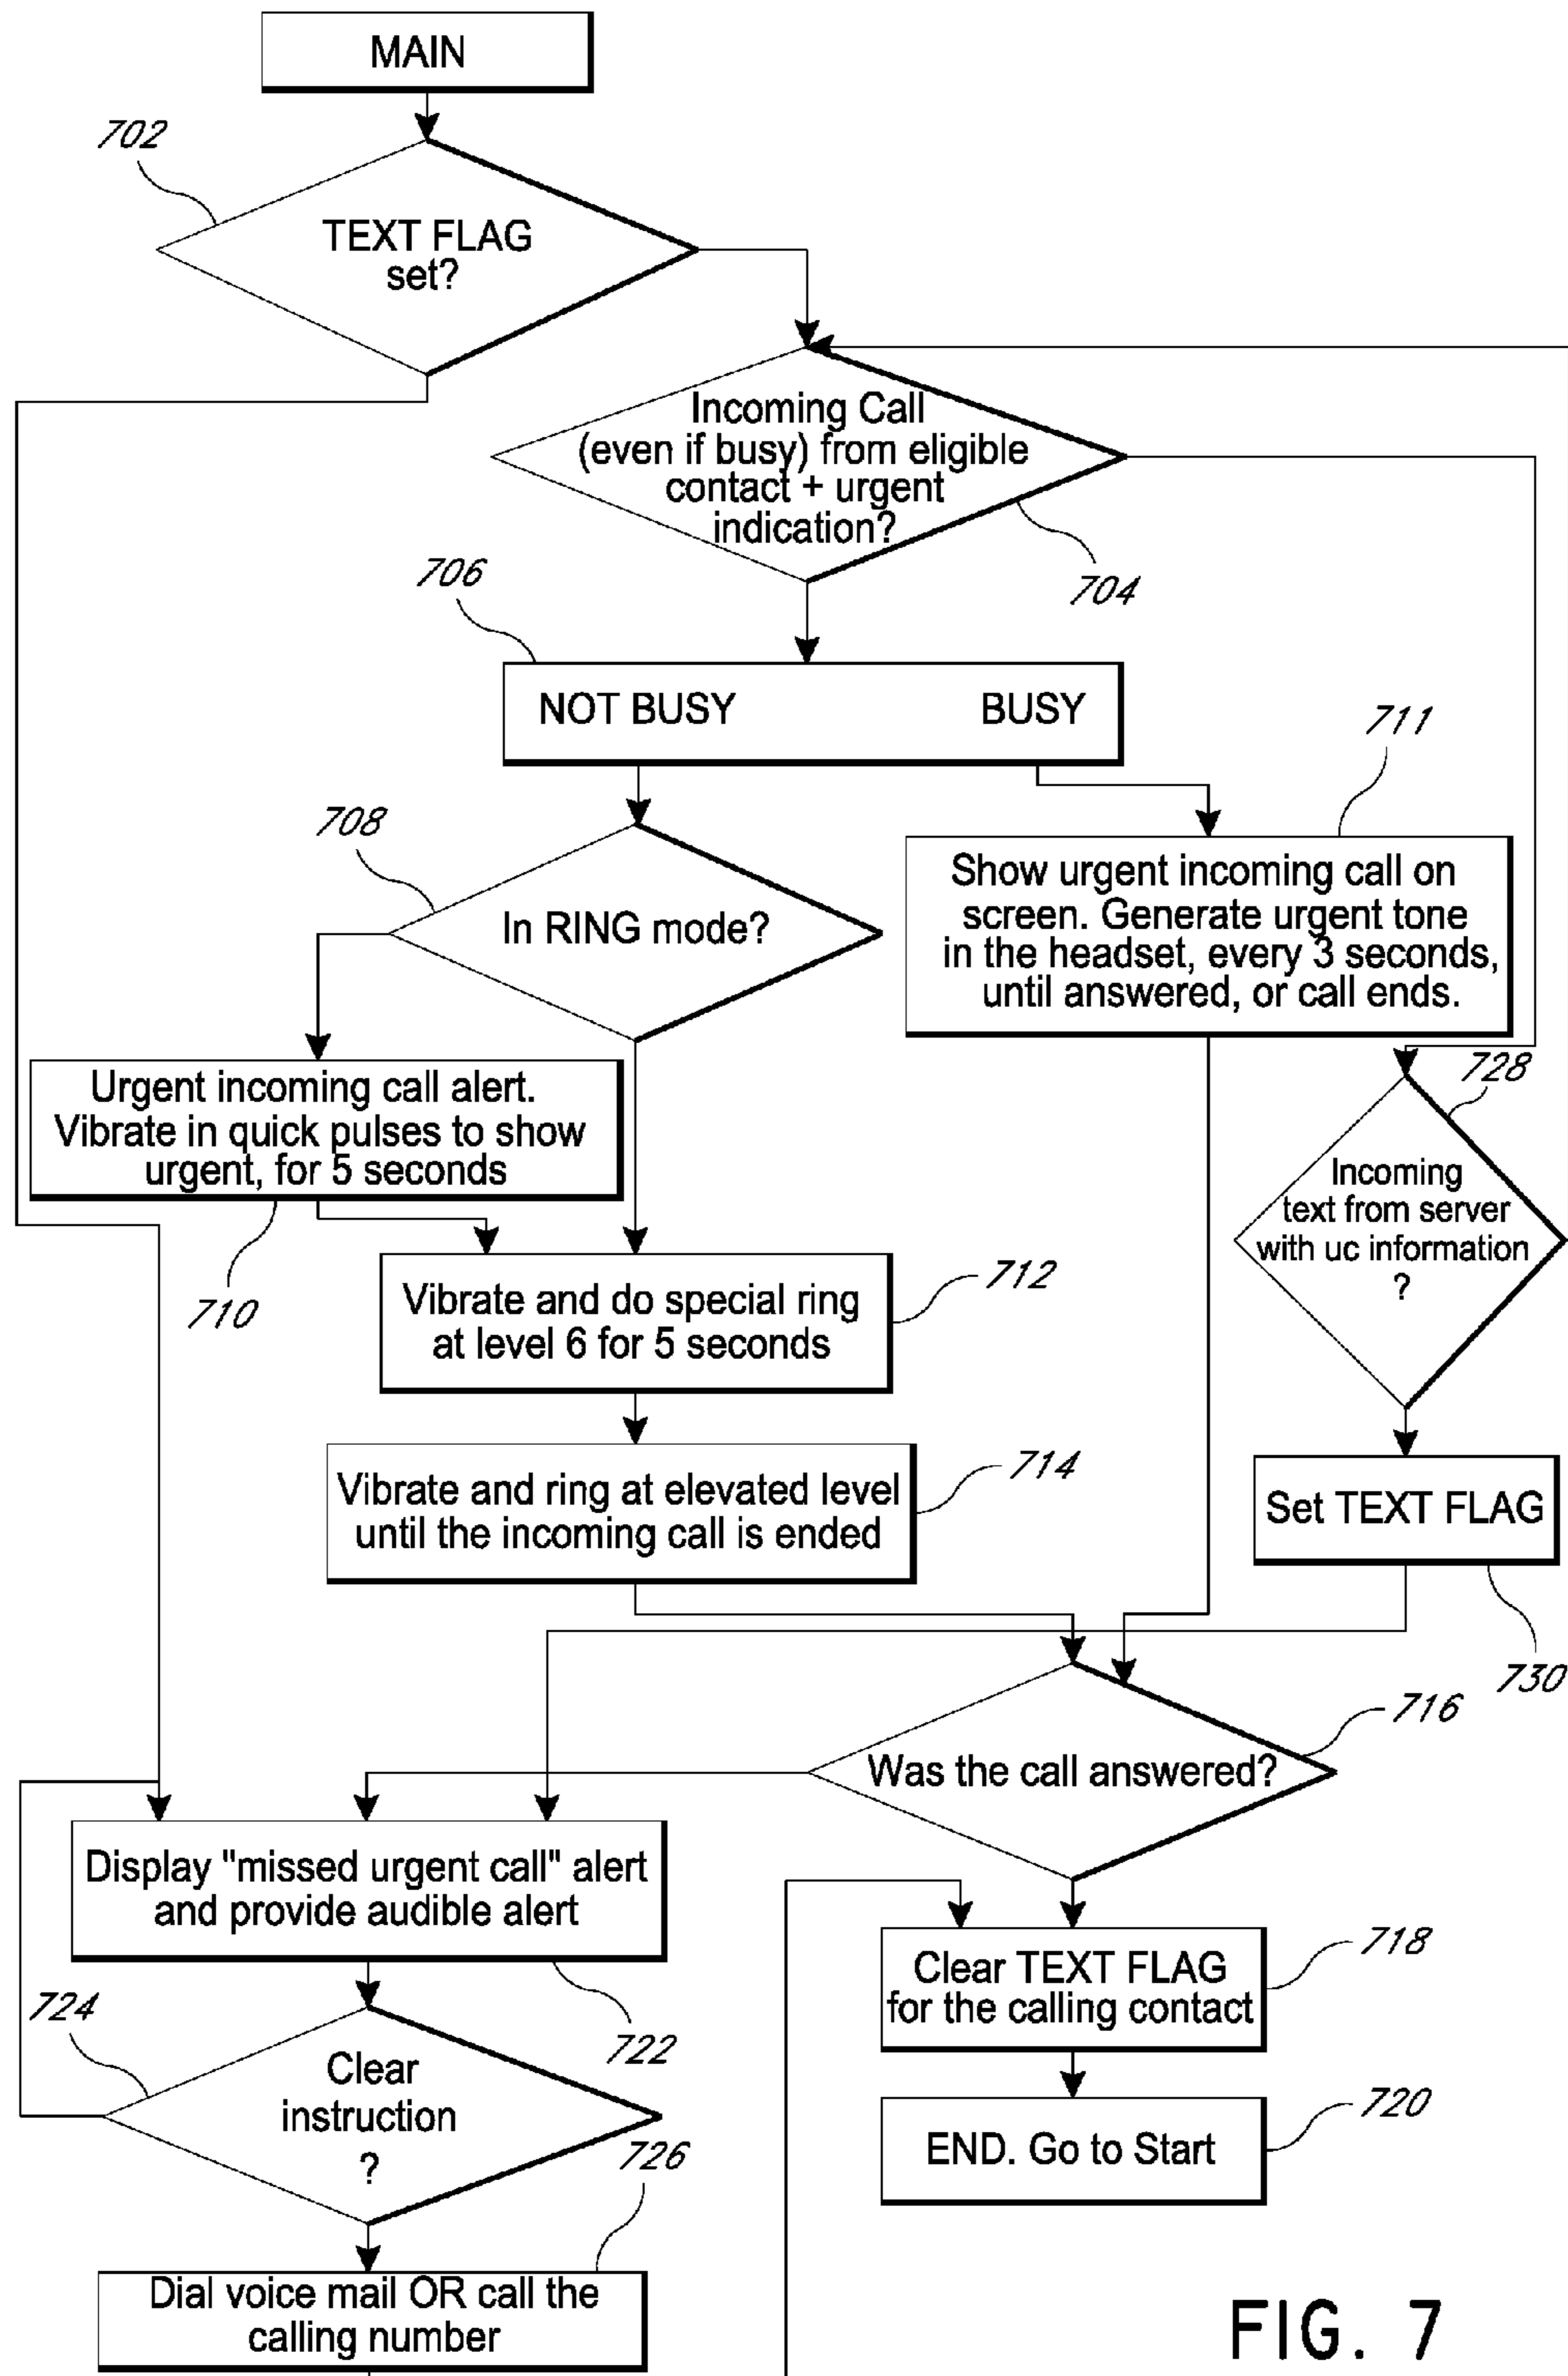 MAIN
702
TEXT FLAG
set?
Incoming Call
(even if busy) from eligible
contact + urgent
indication?
704
706
NOT BUSY BUSY
711
708
In RING mode?
Show urgent incoming call on
screen. Generate urgent tone
in the headset, every 3 seconds,
until answered, or call ends.
Urgent incoming call alert.
Vibrate in quick pulses to show
urgent, for 5 seconds
710
728
Incoming
text from server
with uc information
?
Vibrate and do special ring
at level 6 for 5 seconds
712
Vibrate and ring at elevated level
until the incoming call is ended
714
Set TEXT FLAG
730
Was the call answered?
716
Display "missed urgent call" alert
and provide audible alert
722
Clear TEXT FLAG
for the calling contact
718
724
Clear
instruction
?
END. Go to Start
720
726
Dial voice mail OR call the
calling number
FIG. 7